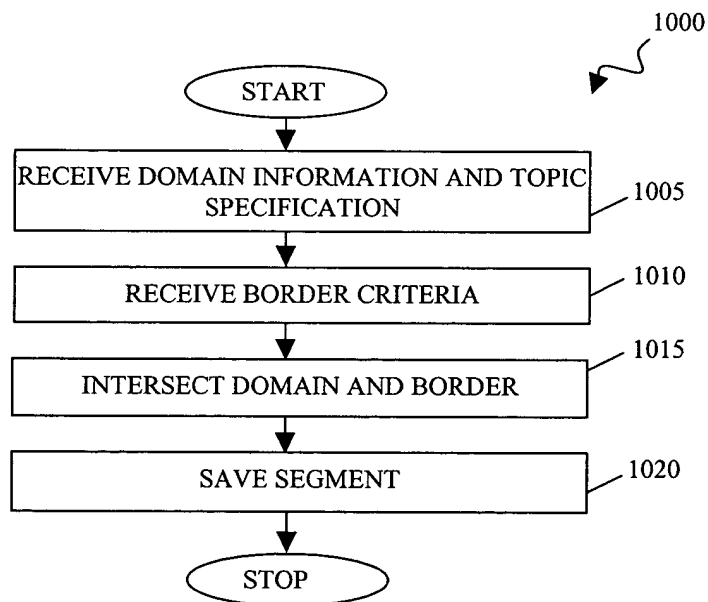 1000
START
RECEIVE DOMAIN INFORMATION AND TOPIC
SPECIFICATION
1005
RECEIVE BORDER CRITERIA
1010
INTERSECT DOMAIN AND BORDER
1015
SAVE SEGMENT
1020
STOP